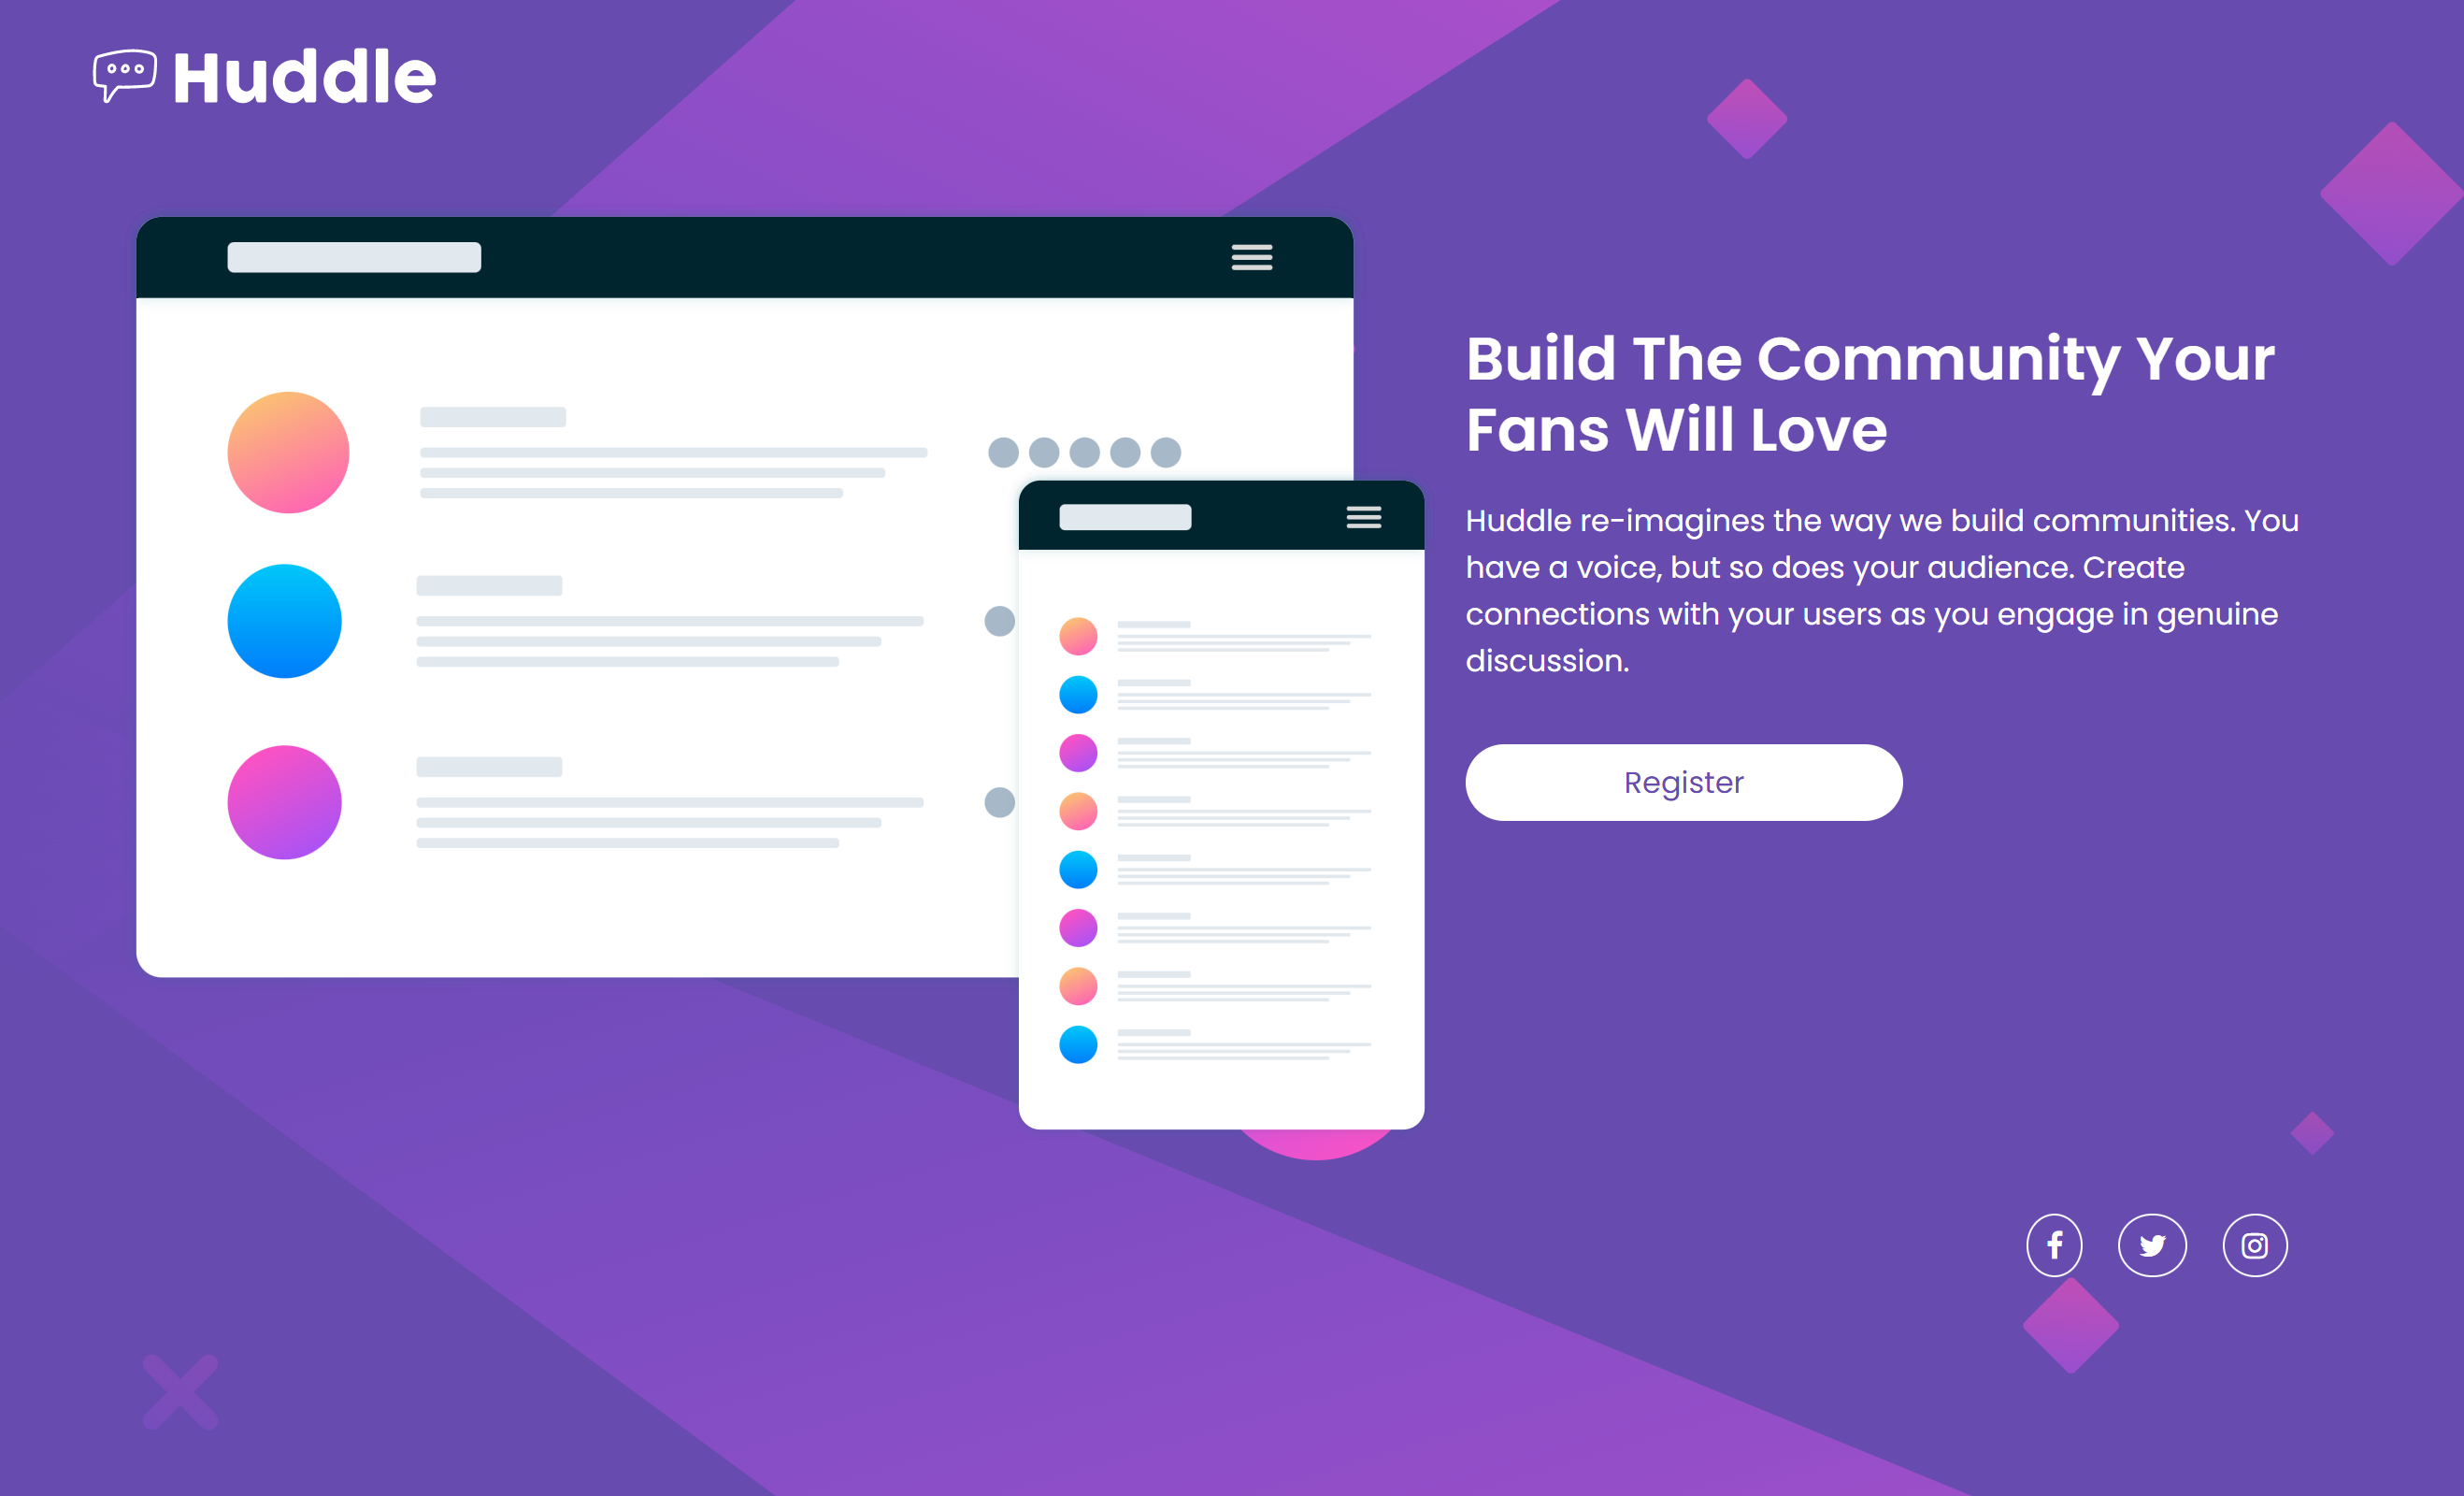 Huddle
Build The Community Your
Fans Will Love
Huddle re-imagines the way we build communities. You
have a voice, but so does your audience. Create
connections with your users as you engage in genuine
discussion.
Register